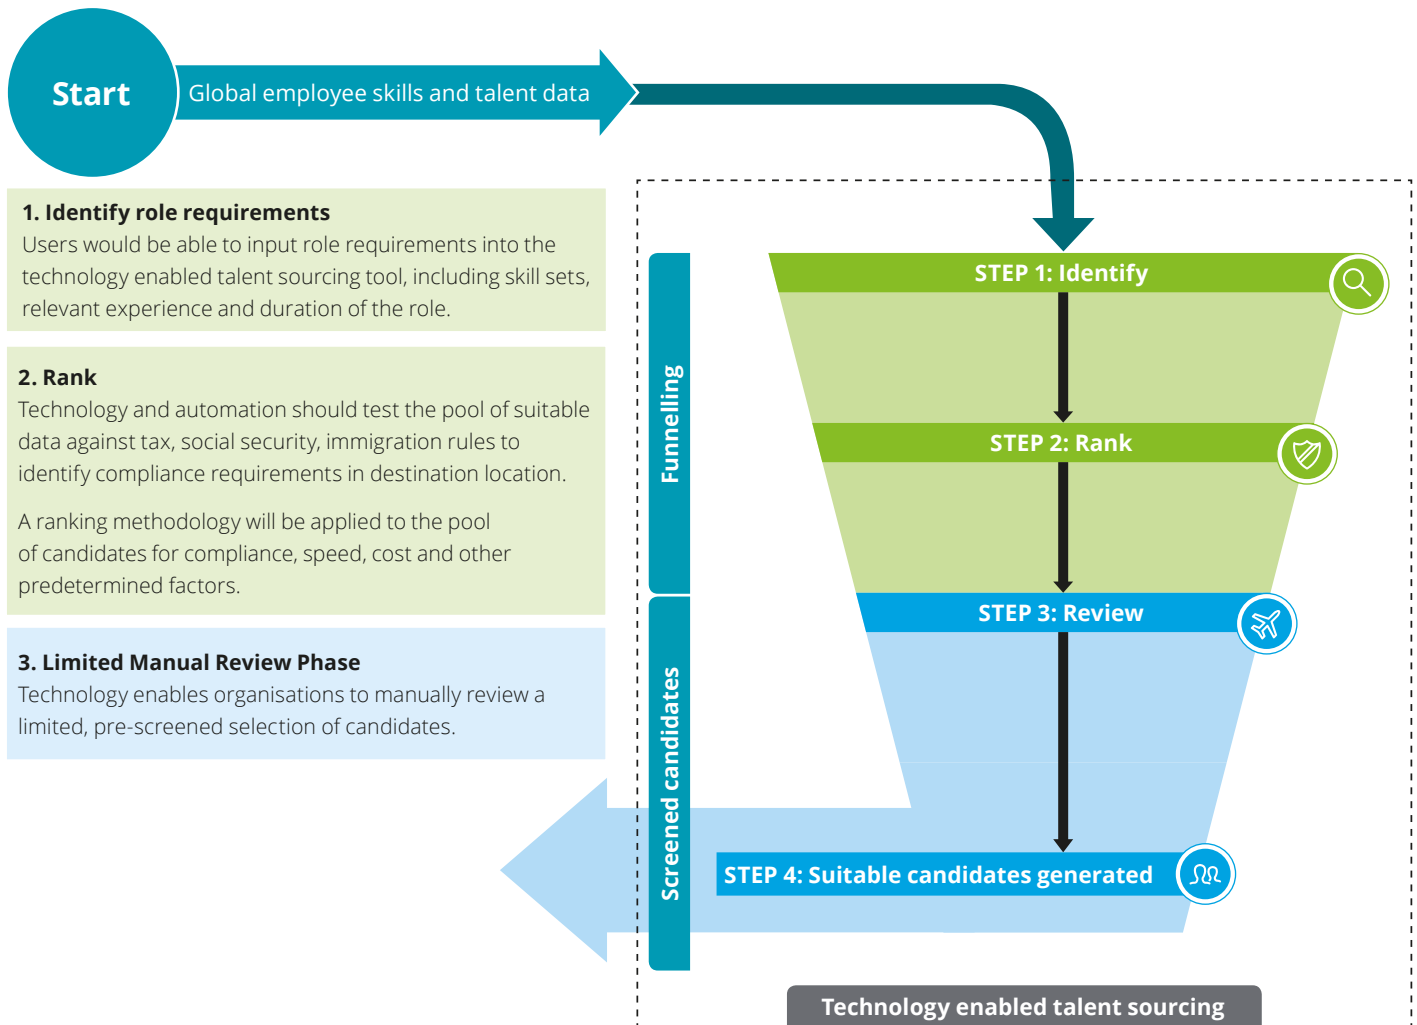 Start
Global employee skills and talent data
1. Identify role requirements
Users would be able to input role requirements into the
technology enabled talent sourcing tool, including skill sets,
relevant experience and duration of the role.
2. Rank
Technology and automation should test the pool of suitable
data against tax, social security, immigration rules to
identify compliance requirements in destination location.
A ranking methodology will be applied to the pool
of candidates for compliance, speed, cost and other
predetermined factors.
3. Limited Manual Review Phase
Technology enables organisations to manually review a
limited, pre-screened selection of candidates.
Funnelling
Screened candidates
STEP 1: Identify
STEP 2: Rank
STEP 3: Review
STEP 4: Suitable candidates generated
Technology enabled talent sourcing